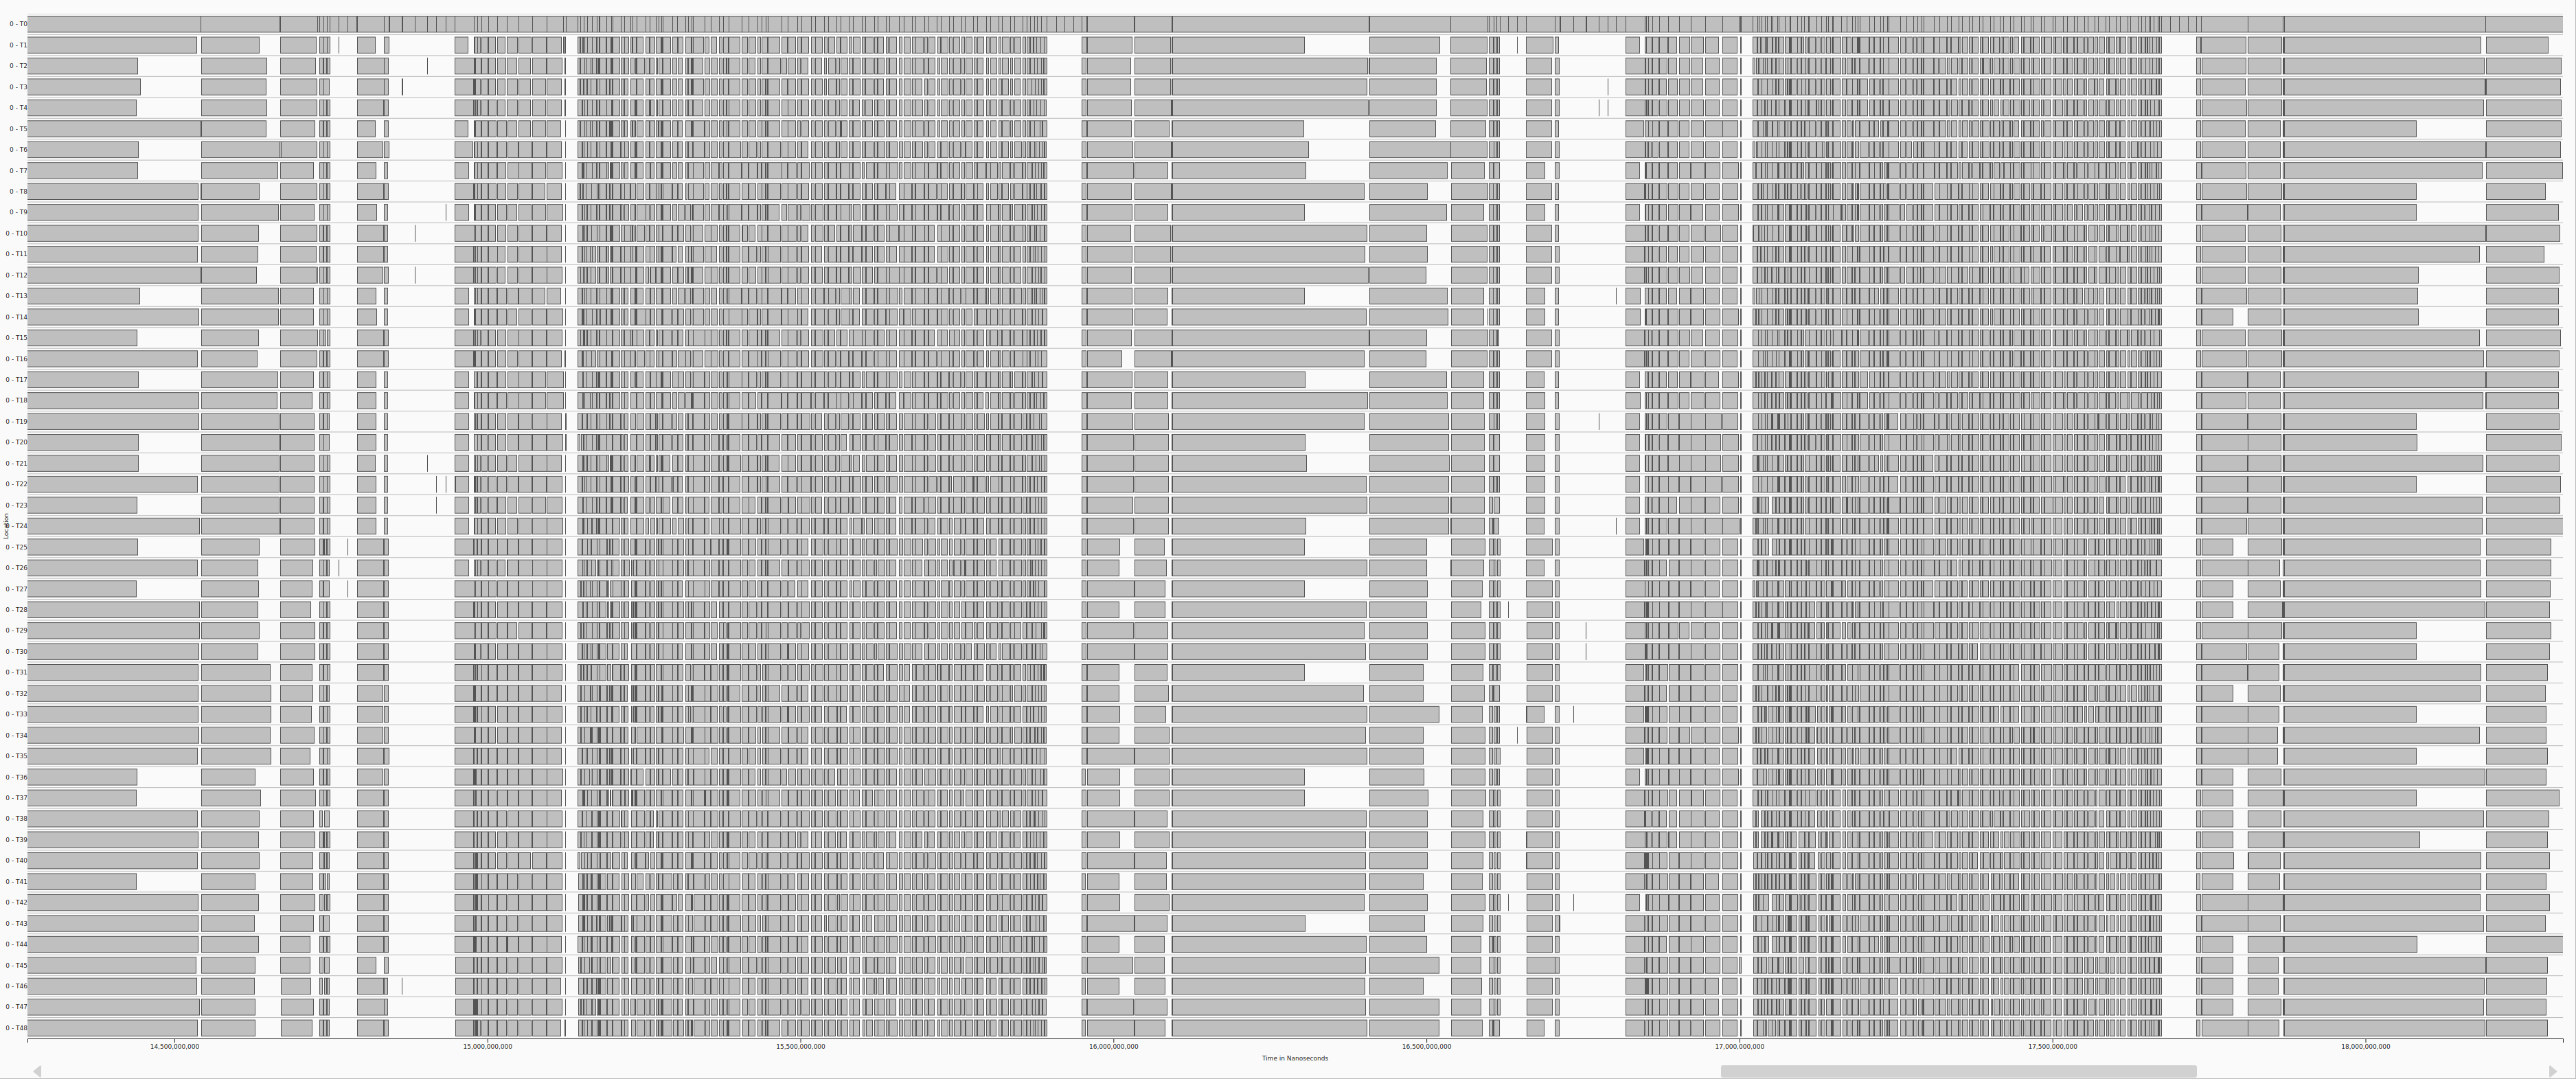 0 - T0
0 - T1
0 - T2
0 - T3
0 - T4
0 - T5
0 - T6
0 - T7
0 - T8
0 - T9
0 - T10
0 - T11
0 - T12
0 - T13
0 - T14
0 - T15
0 - T16
0 - T17
0 - T18
0 - T19
0 - T20
0 - T21
0 - T22
0 - T23
0 - T24
Location
0 - T25
0 - T26
0 - T27
0 - T28
0 - T29
0 - T30
0 - T31
0 - T32
0 - T33
0 - T34
0 - T35
0 - T36
0 - T37
0 - T38
0 - T39
0 - T40
0 - T41
0 - T42
0 - T43
0 - T44
0 - T45
0 - T46
0 - T47
0 - T48
14,500,000,000 15,000,000,000 15,500,000,000 16,000,000,000 16,500,000,000 17,000,000,000 17,500,000,000 18,000,000,000
Time in Nanoseconds